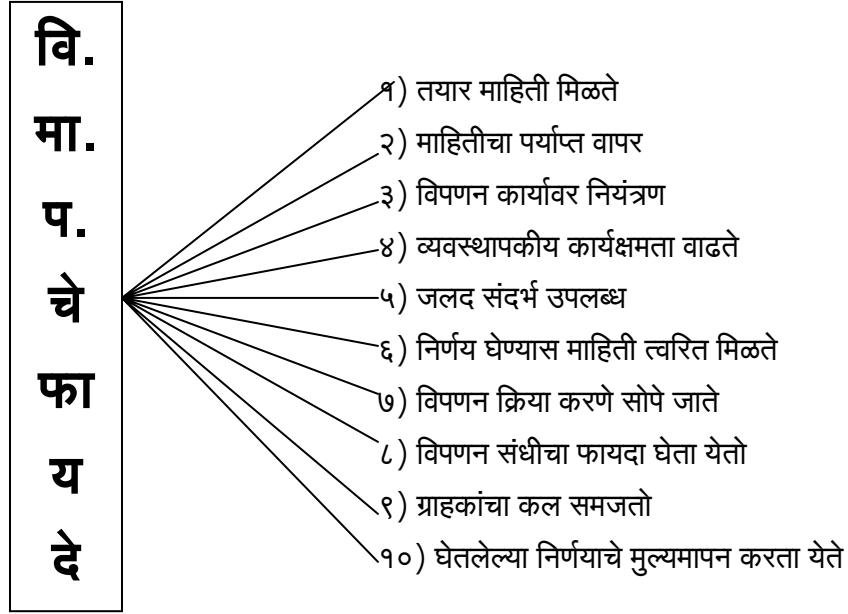 वि.
मा.
प.
चे
फा
य
दे
१) तयार माहिती मिळते
२) माहितीचा पर्याप्त वापर
३) विपणन कार्यावर नियंत्रण
४) व्यवस्थापकीय कार्यक्षमता वाढते
५) जलद संदर्भ उपलब्ध
६) निर्णय घेण्यास माहिती त्वरित मिळते
७) विपणन क्रिया करणे सोपे जाते
८) विपणन संधीचा फायदा घेता येतो
९) ग्राहकांचा कल समजतो
१०) घेतलेल्या निर्णयाचे मुल्यमापन करता येते